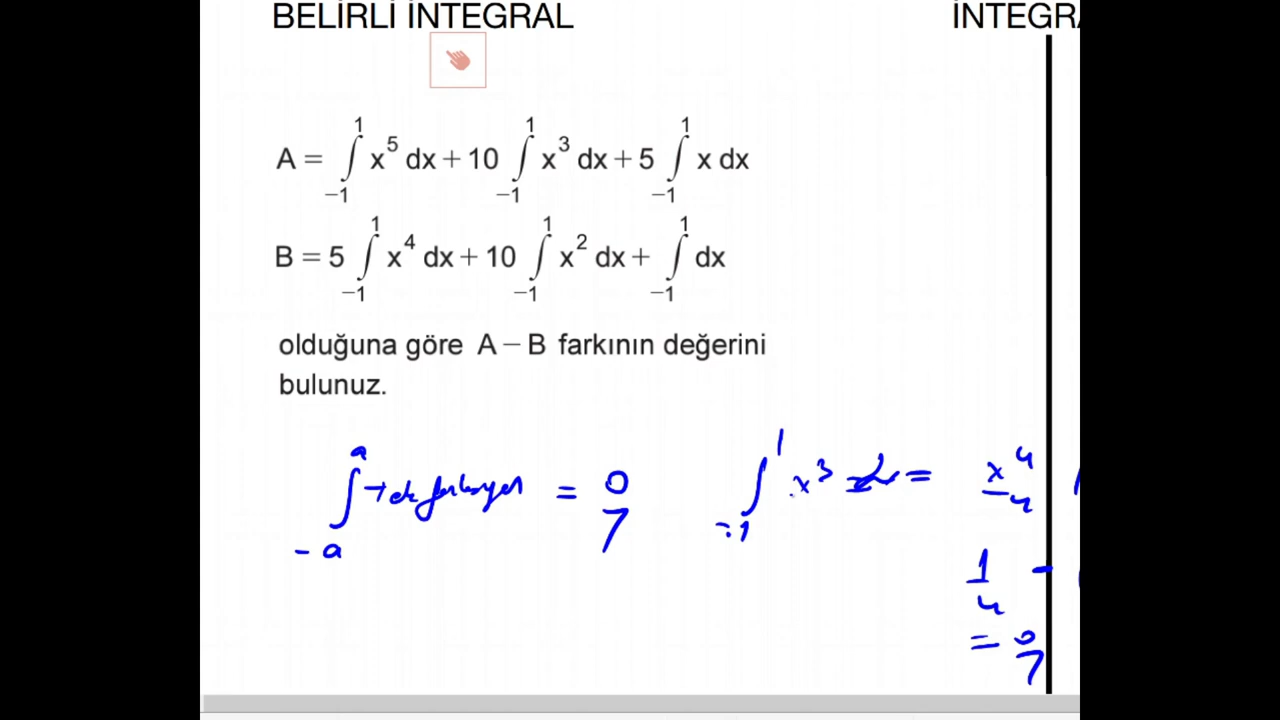 BELİRLİ İNTEGRAL
İNTEGRA
A = ∫₋₁¹ x⁵ dx + 10 ∫₋₁¹ x³ dx + 5 ∫₋₁¹ x dx
B = 5 ∫₋₁¹ x⁴ dx + 10 ∫₋₁¹ x² dx + ∫₋₁¹ dx
olduğuna göre A − B farkının değerini
bulunuz.
∫₋ₐᵃ tek fonksiyon = 0
∫₋₁¹ x³ dx = x⁴/4
1/4 -
= 0